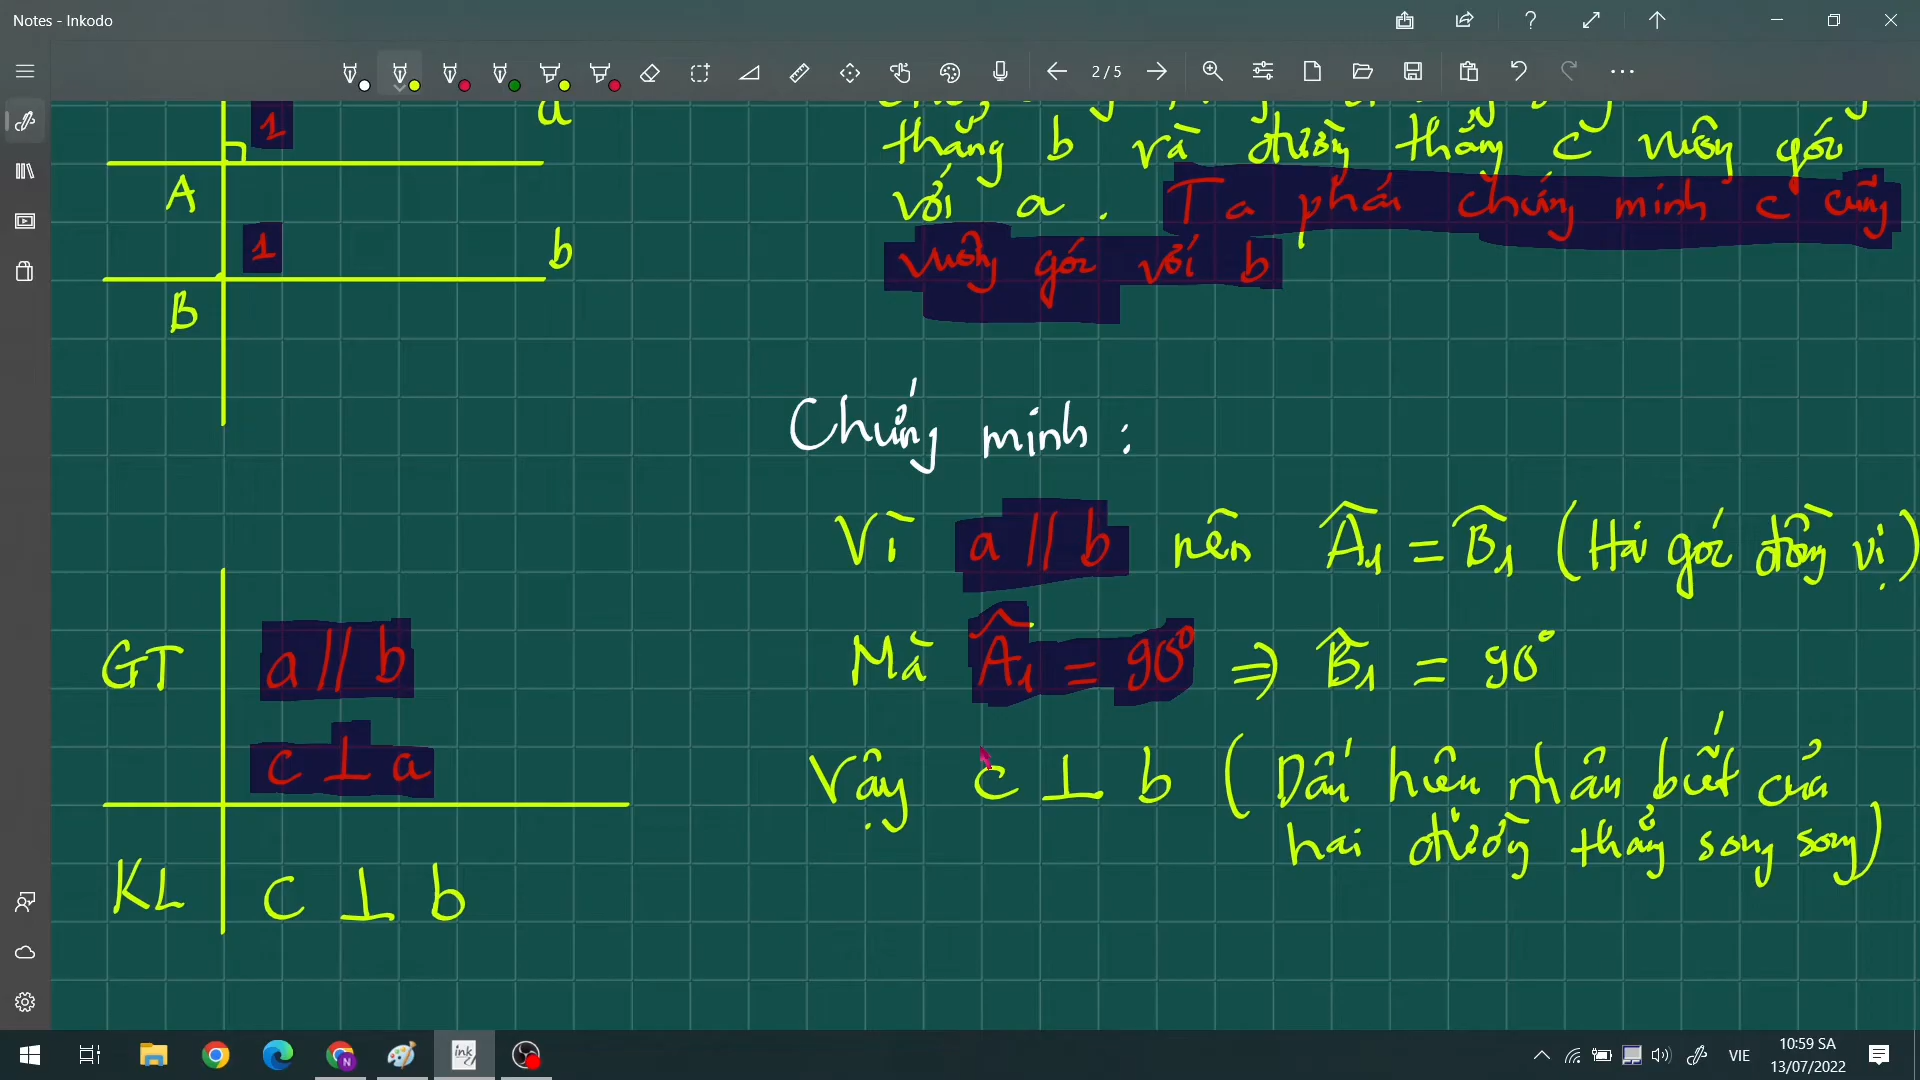 Notes - Inkodo
2 / 5
1
a
A
1
b
B
thẳng b và đường thẳng c vuông góc
với a. Ta phải chứng minh c cũng
vuông góc với b
Chứng minh:
Vì a // b nên Â₁ = B̂₁ (Hai góc đồng vị)
Mà Â₁ = 90° ⇒ B̂₁ = 90°
Vậy c ⊥ b (Dấu hiệu nhận biết của
hai đường thẳng song song)
GT
a // b
c ⊥ a
KL
c ⊥ b
ink
VIE
10:59 SA
13/07/2022